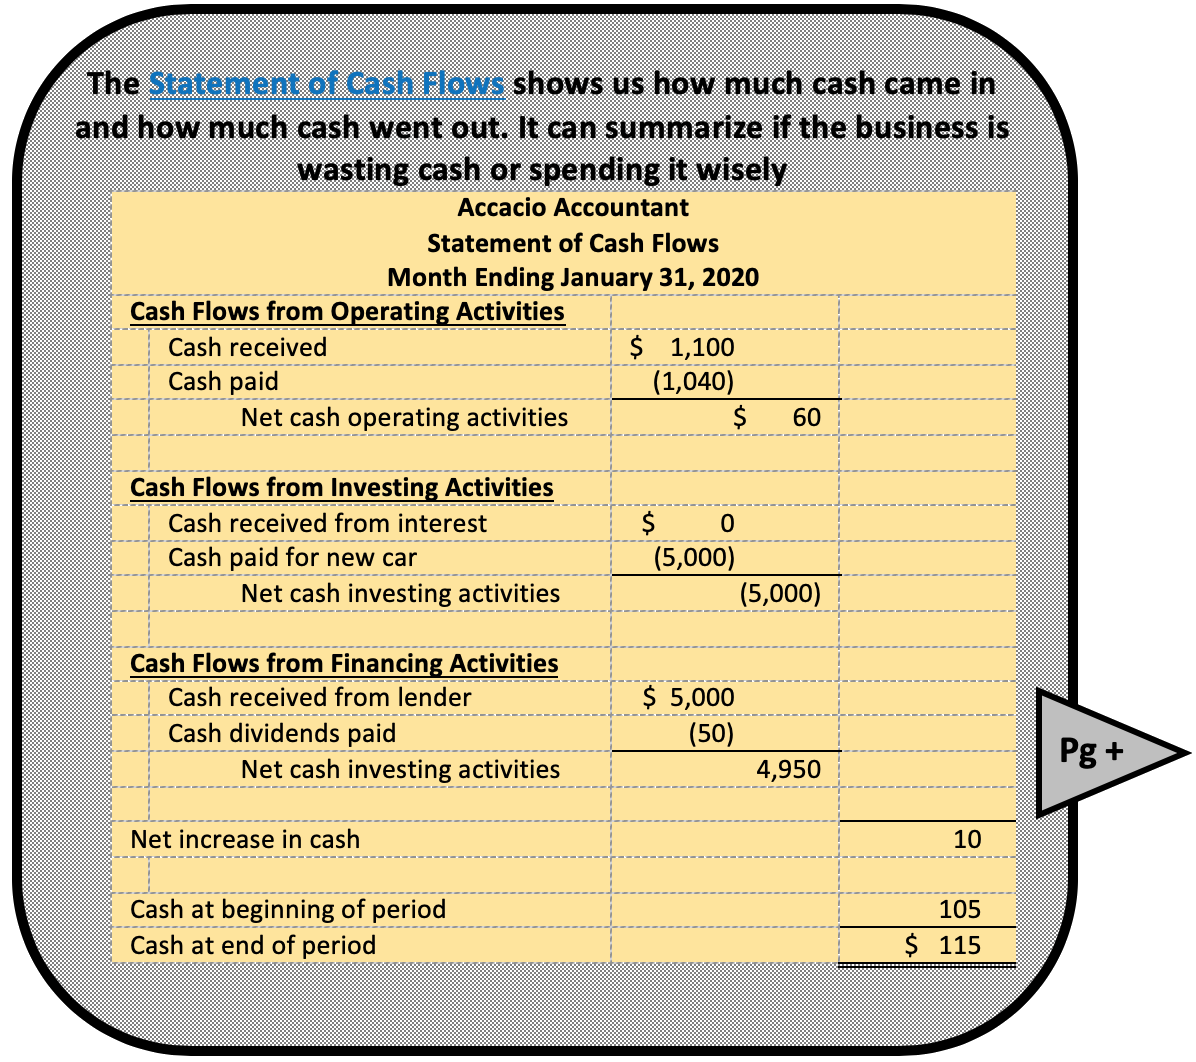 The Statement of Cash Flows shows us how much cash came in
and how much cash went out. It can summarize if the business is
wasting cash or spending it wisely
Accacio Accountant
Statement of Cash Flows
Month Ending January 31, 2020
Cash Flows from Operating Activities
Cash received $ 1,100
Cash paid (1,040)
Net cash operating activities $ 60
Cash Flows from Investing Activities
Cash received from interest $ 0
Cash paid for new car (5,000)
Net cash investing activities (5,000)
Cash Flows from Financing Activities
Cash received from lender $ 5,000
Cash dividends paid (50)
Net cash investing activities 4,950
Pg +
Net increase in cash 10
Cash at beginning of period 105
Cash at end of period $ 115